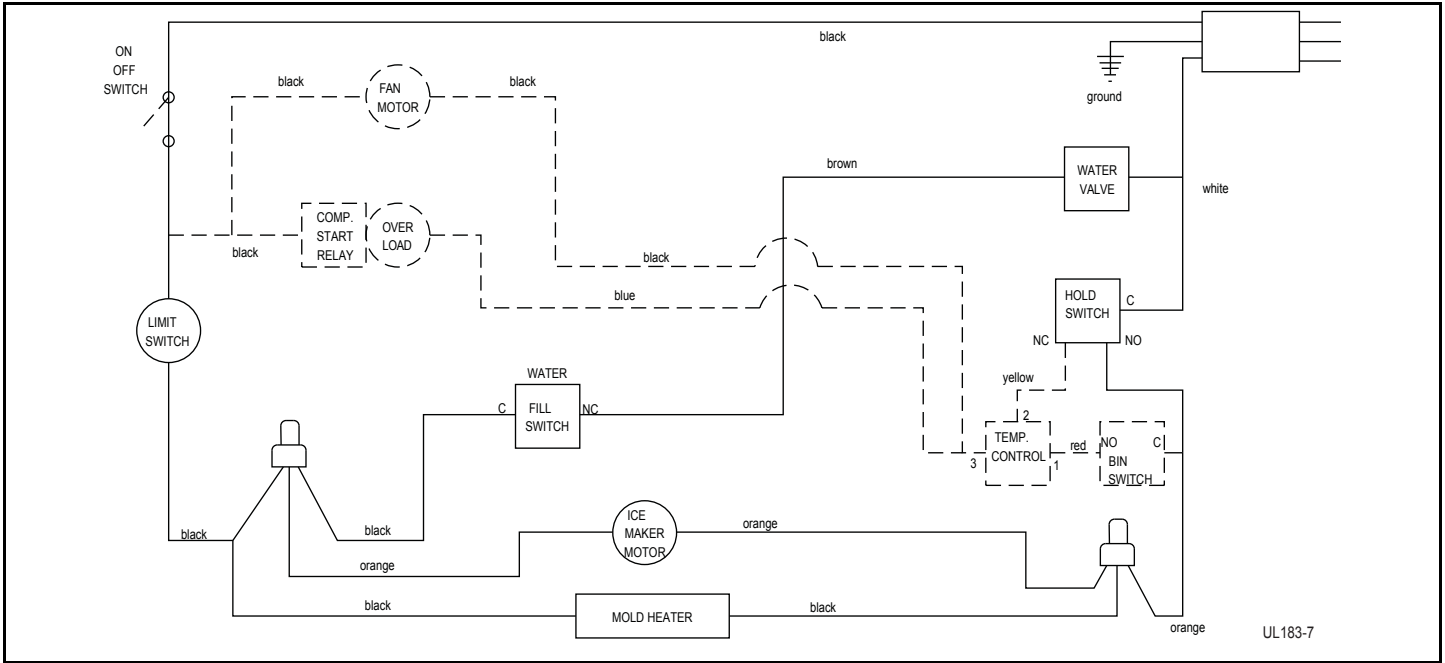 black
ON
OFF
SWITCH
black
FAN
MOTOR
black
ground
brown
WATER
VALVE
white
COMP.
START
RELAY
OVER
LOAD
black
black
blue
HOLD
SWITCH
C
NC
NO
LIMIT
SWITCH
yellow
WATER
C
FILL
SWITCH
NC
2
TEMP.
CONTROL
3
1
red
NO
C
BIN
SWITCH
black
black
ICE
MAKER
MOTOR
orange
orange
black
MOLD HEATER
black
orange
UL183-7